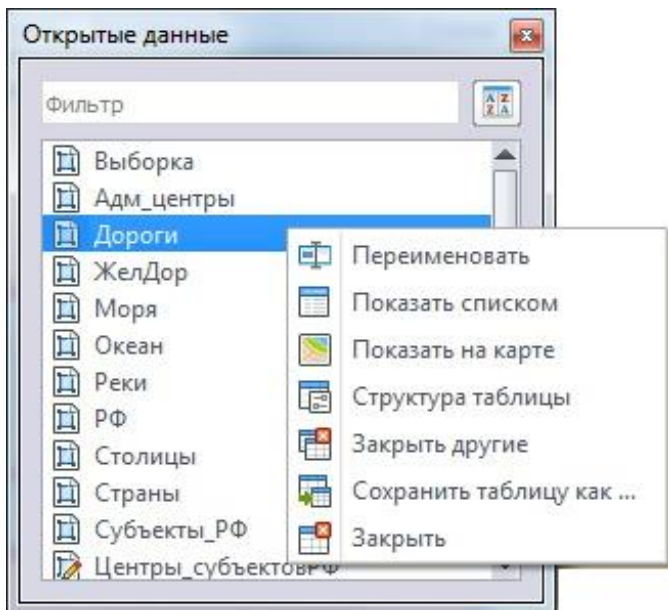 Открытые данные
Фильтр
Выборка
Адм_центры
Дороги
ЖелДор
Моря
Океан
Реки
РФ
Столицы
Страны
Субъекты_РФ
Центры_субъектовРФ
Переименовать
Показать списком
Показать на карте
Структура таблицы
Закрыть другие
Сохранить таблицу как ...
Закрыть